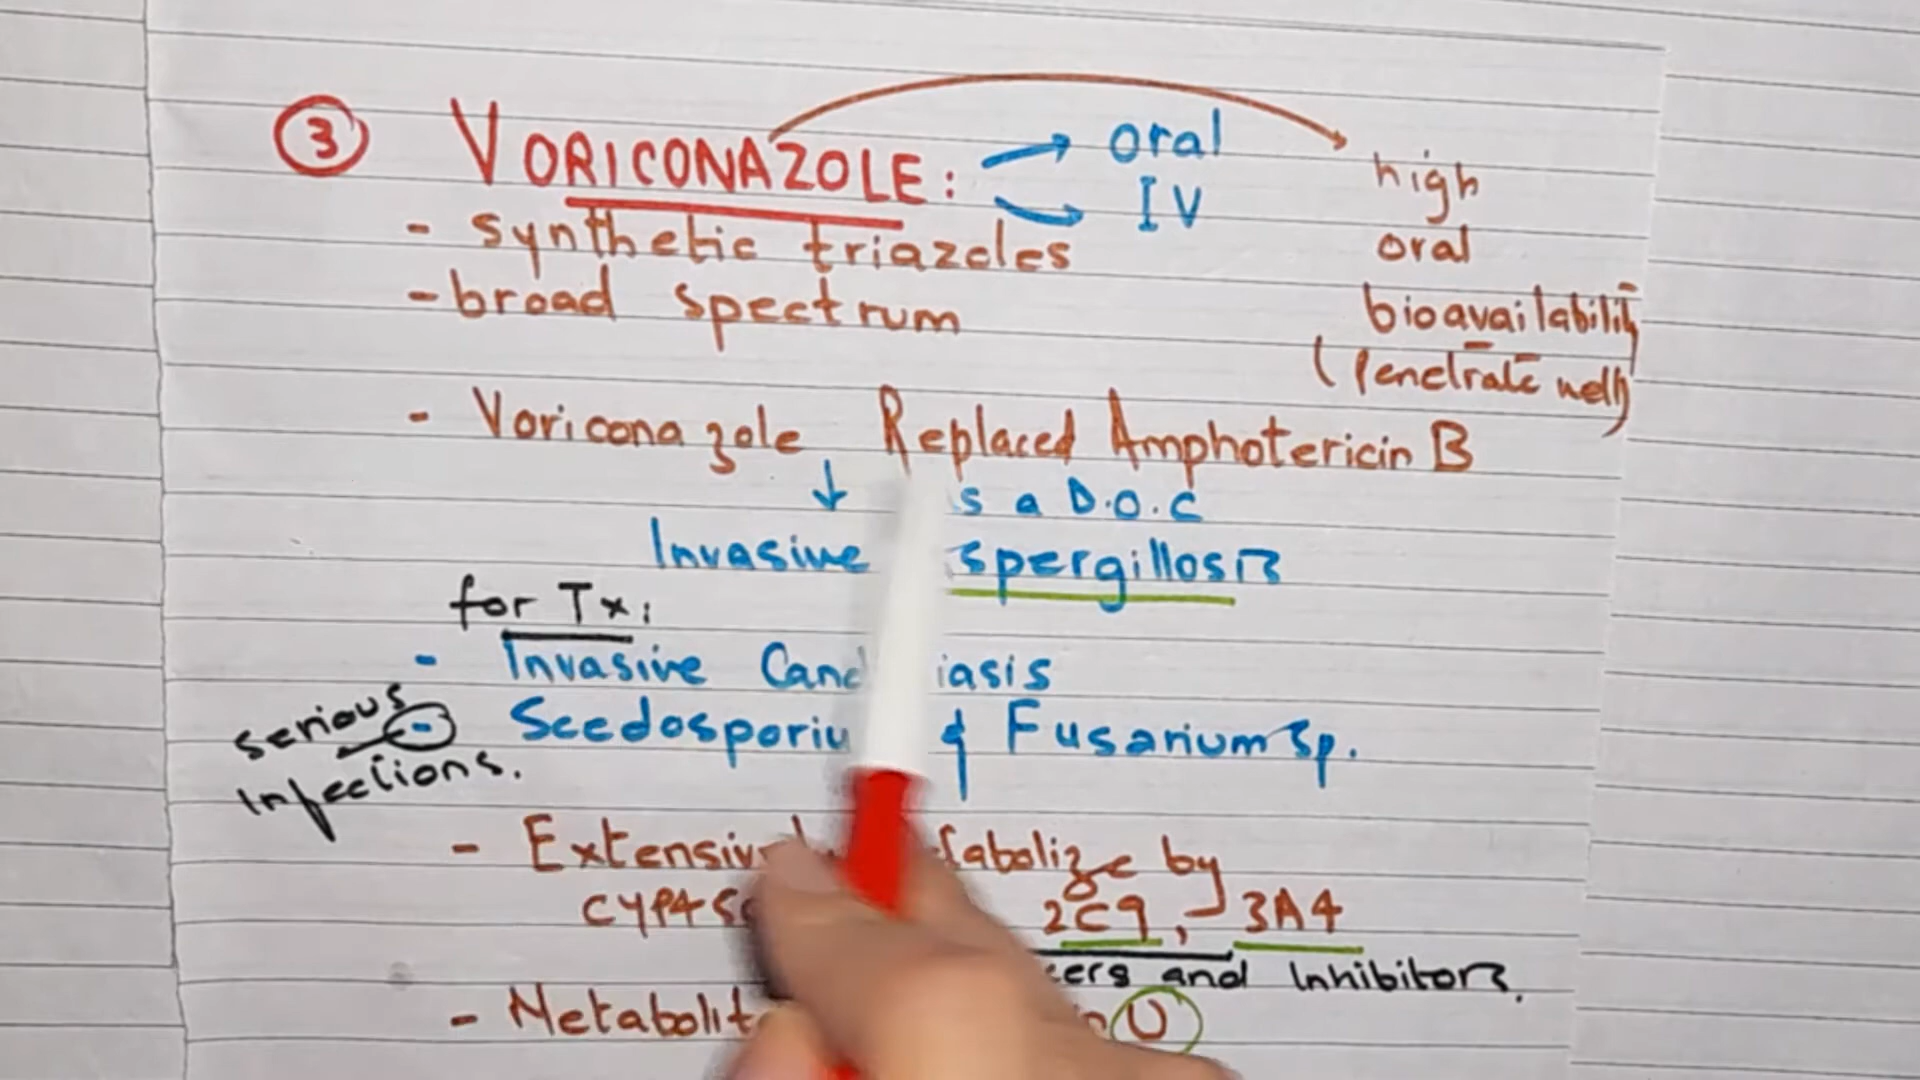 3 VORICONAZOLE: oral
IV
high
oral
bioavailability
(Penetrate well)
- synthetic triazoles
- broad spectrum
- Voriconazole Replaced Amphotericin B
↓ s a D.O.C
Invasive spergillosis
for Tx:
- Invasive Cand iasis
- Scedosporiu & Fusarium sp.
serious
Infections.
- Extensiv abolize by
CYP45 2C9, 3A4
cers and Inhibitors.
- Metabolit n U